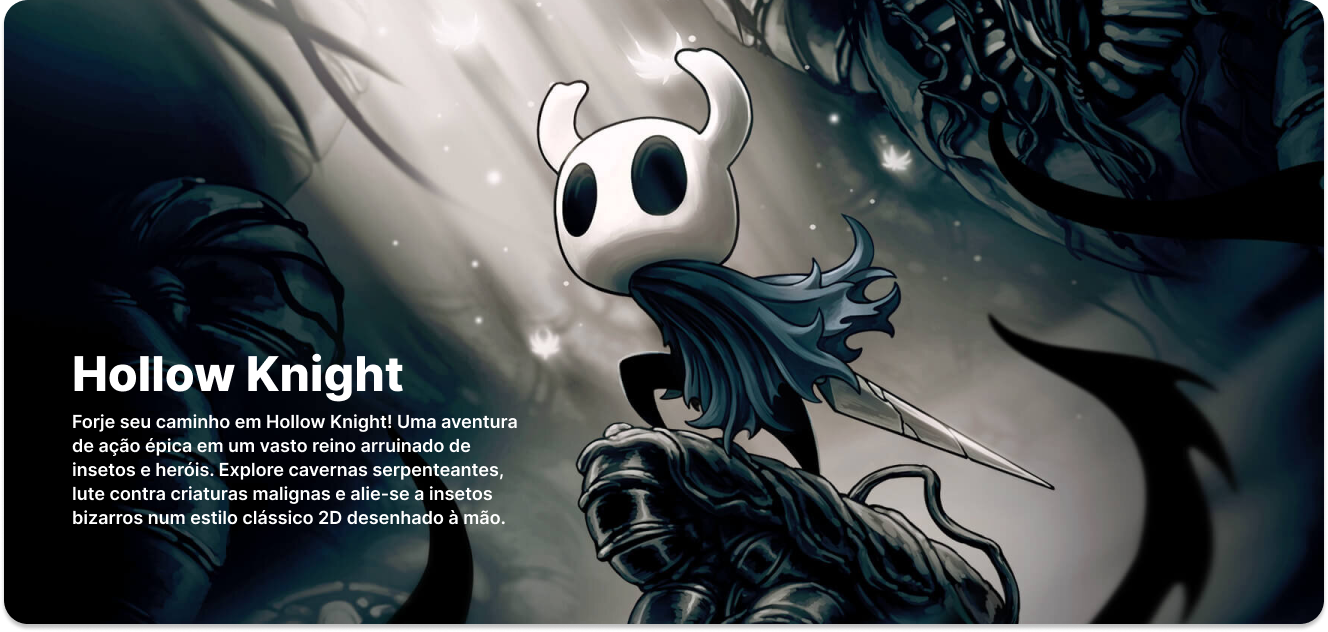 Hollow Knight
Forje seu caminho em Hollow Knight! Uma aventura
de ação épica em um vasto reino arruinado de
insetos e heróis. Explore cavernas serpenteantes,
lute contra criaturas malignas e alie-se a insetos
bizarros num estilo clássico 2D desenhado à mão.